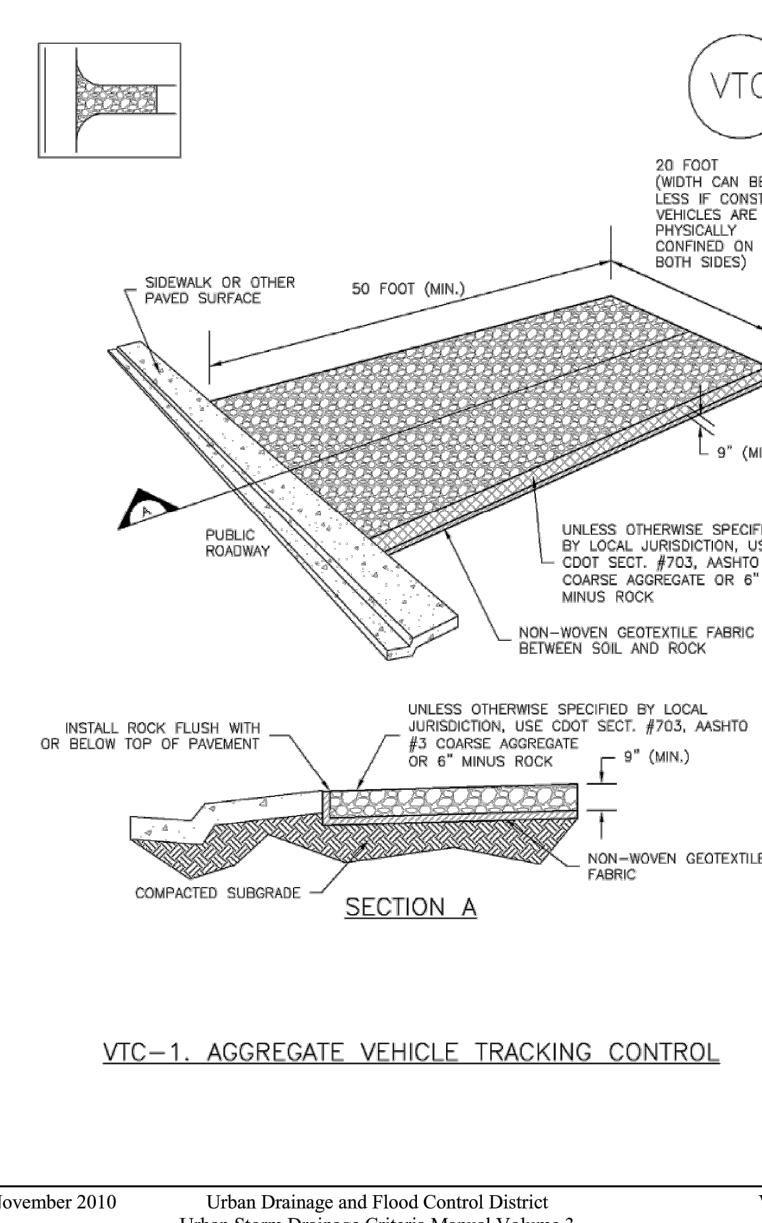 VTC
20 FOOT
(WIDTH CAN BE
LESS IF CONST
VEHICLES ARE
PHYSICALLY
CONFINED ON
BOTH SIDES)
50 FOOT (MIN.)
SIDEWALK OR OTHER
PAVED SURFACE
9" (MI
A
PUBLIC
ROADWAY
UNLESS OTHERWISE SPECIFI
BY LOCAL JURISDICTION, US
CDOT SECT. #703, AASHTO
COARSE AGGREGATE OR 6"
MINUS ROCK
NON-WOVEN GEOTEXTILE FABRIC
BETWEEN SOIL AND ROCK
UNLESS OTHERWISE SPECIFIED BY LOCAL
JURISDICTION, USE CDOT SECT. #703, AASHTO
#3 COARSE AGGREGATE
OR 6" MINUS ROCK
INSTALL ROCK FLUSH WITH
OR BELOW TOP OF PAVEMENT
9" (MIN.)
NON-WOVEN GEOTEXTILE
FABRIC
COMPACTED SUBGRADE
SECTION A
VTC-1. AGGREGATE VEHICLE TRACKING CONTROL
November 2010 Urban Drainage and Flood Control District V
Urban Storm Drainage Criteria Manual Volume 3